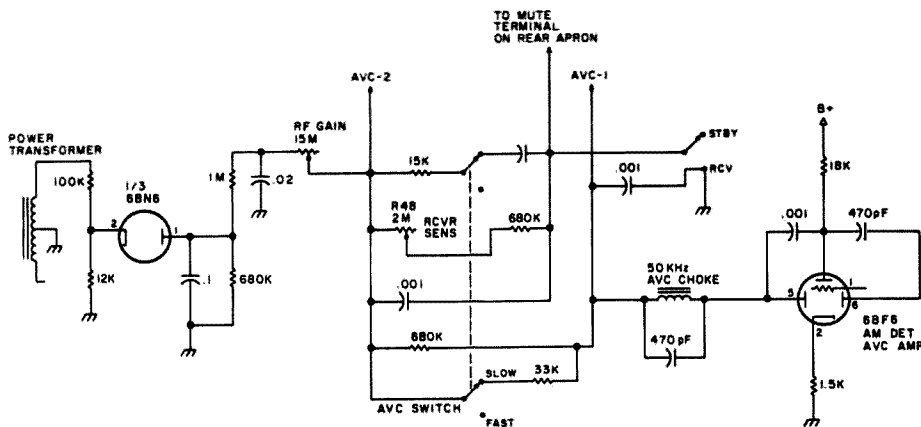 TO MUTE
TERMINAL
ON REAR APRON
AVC-2
AVC-1
B+
POWER
TRANSFORMER
RF GAIN
15M
STBY
RCV
100K
1/3
6BN6
1M
.02
15K
.001
18K
R48
2M
RCVR
SENS
680K
.001
470pF
2
1
12K
.1
680K
.001
50KHz
AVC CHOKE
5
1
6
2
6BF6
AM DET
AVC AMP
680K
470pF
SLOW
33K
1.5K
AVC SWITCH
*
*FAST